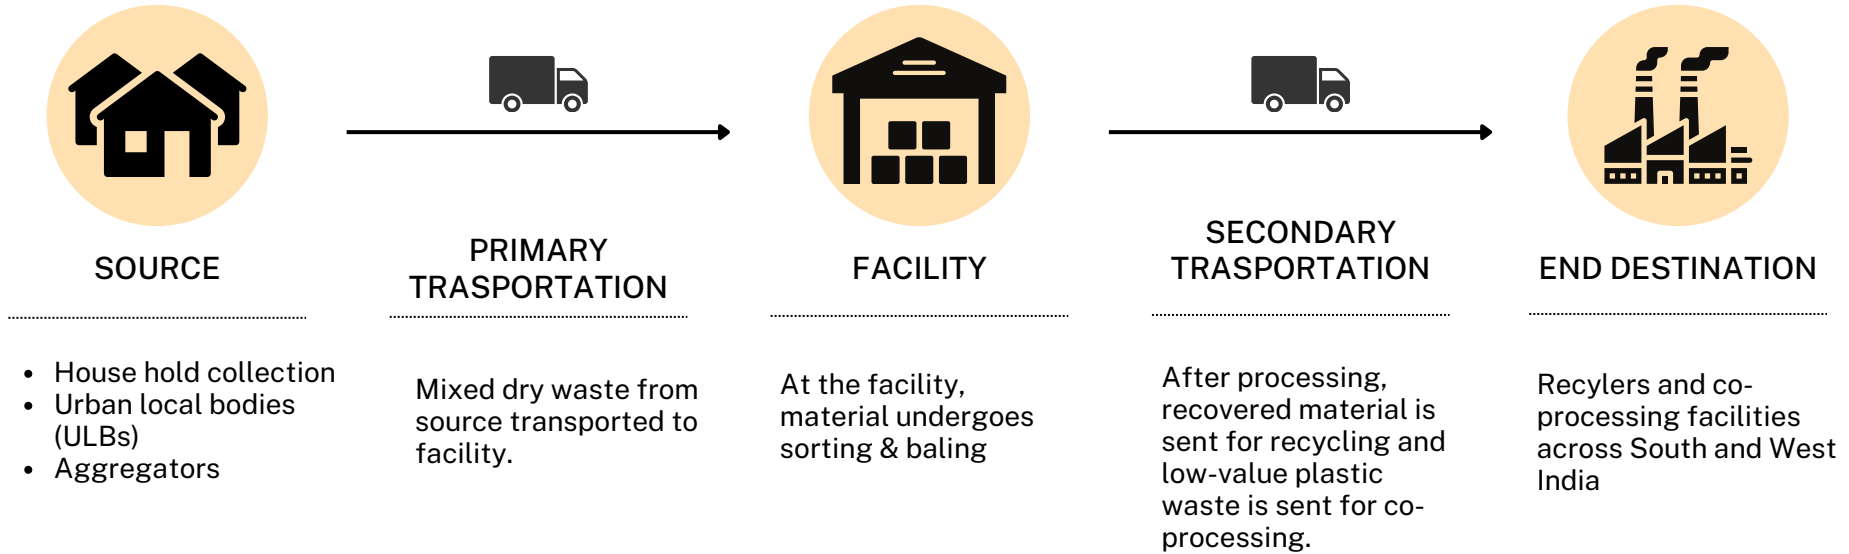 SOURCE
• House hold collection
• Urban local bodies
(ULBs)
• Aggregators
PRIMARY
TRASPORTATION
Mixed dry waste from
source transported to
facility.
FACILITY
At the facility,
material undergoes
sorting & baling
SECONDARY
TRASPORTATION
After processing,
recovered material is
sent for recycling and
low-value plastic
waste is sent for co-
processing.
END DESTINATION
Recylers and co-
processing facilities
across South and West
India